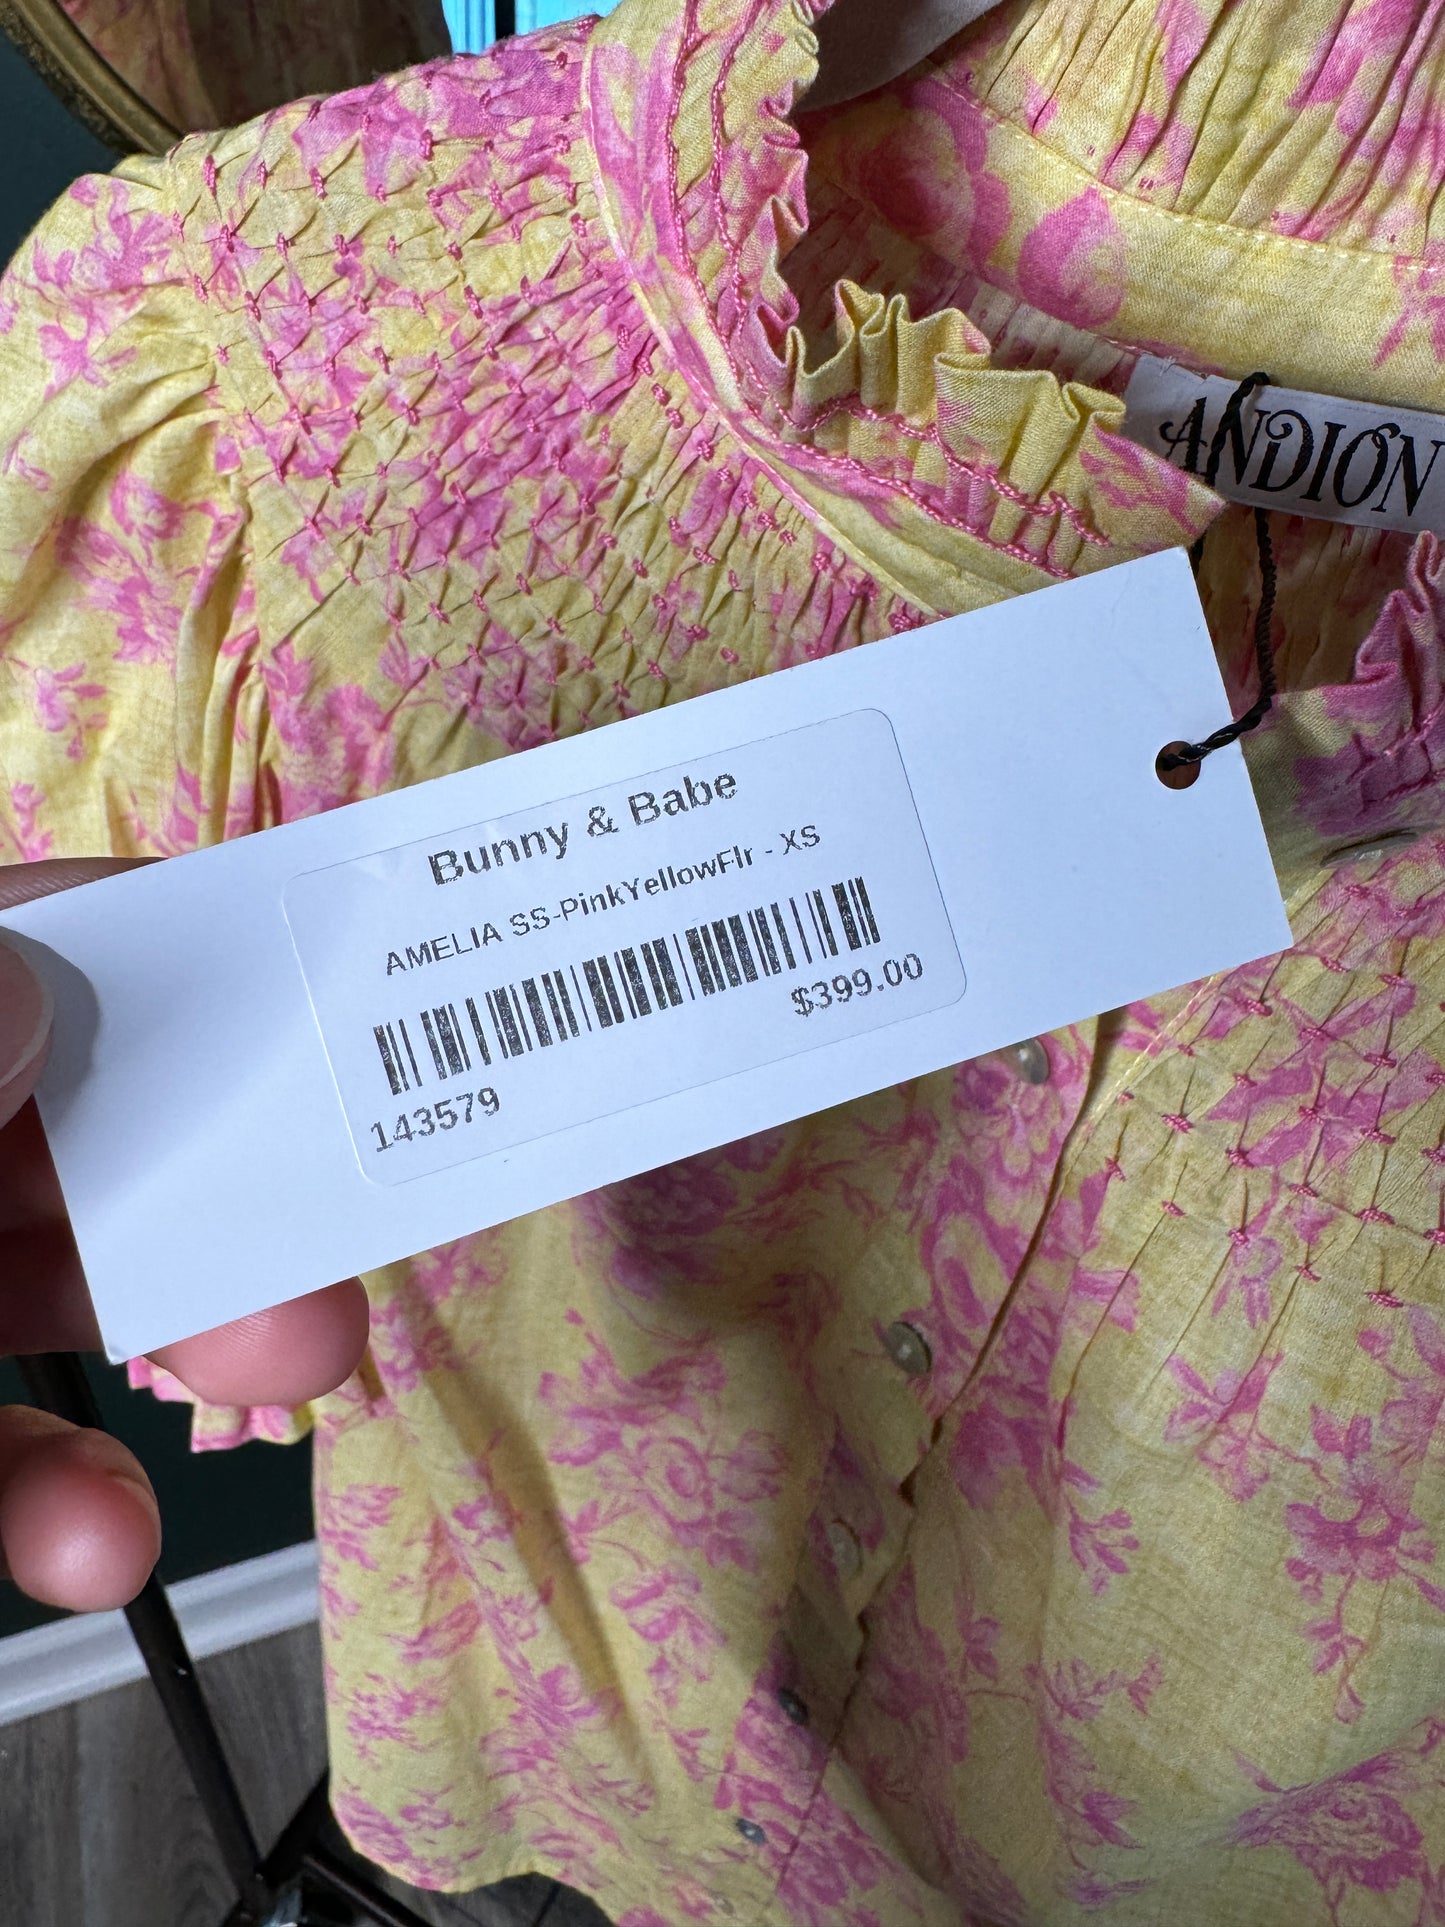 ANDION
Bunny & Babe
AMELIA SS-PinkYellowFlr - XS
$399.00
143579